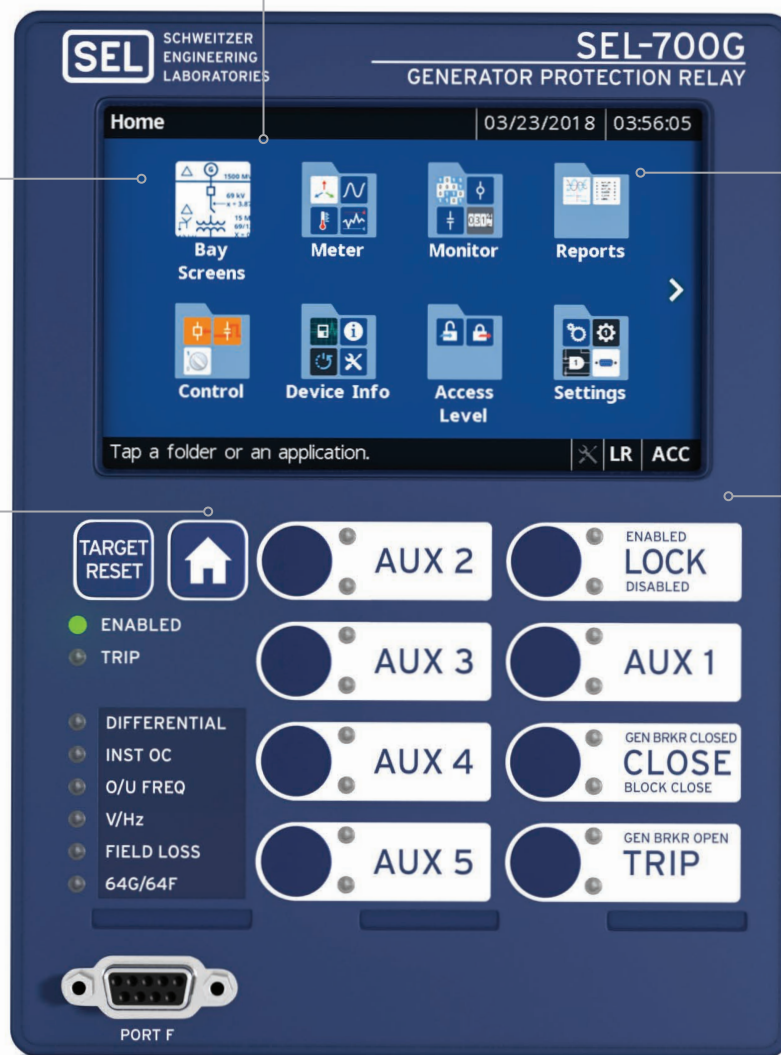 SEL
SCHWEITZER
ENGINEERING
LABORATORIES
SEL-700G
GENERATOR PROTECTION RELAY
Home 03/23/2018 03:56:05
Bay
Screens
Meter
Monitor
Reports
Control
Device Info
Access
Level
Settings
Tap a folder or an application. LR ACC
TARGET
RESET
ENABLED
TRIP
DIFFERENTIAL
INST OC
O/U FREQ
V/Hz
FIELD LOSS
64G/64F
AUX 2
AUX 3
AUX 4
AUX 5
ENABLED
LOCK
DISABLED
AUX 1
GEN BRKR CLOSED
CLOSE
BLOCK CLOSE
GEN BRKR OPEN
TRIP
PORT F